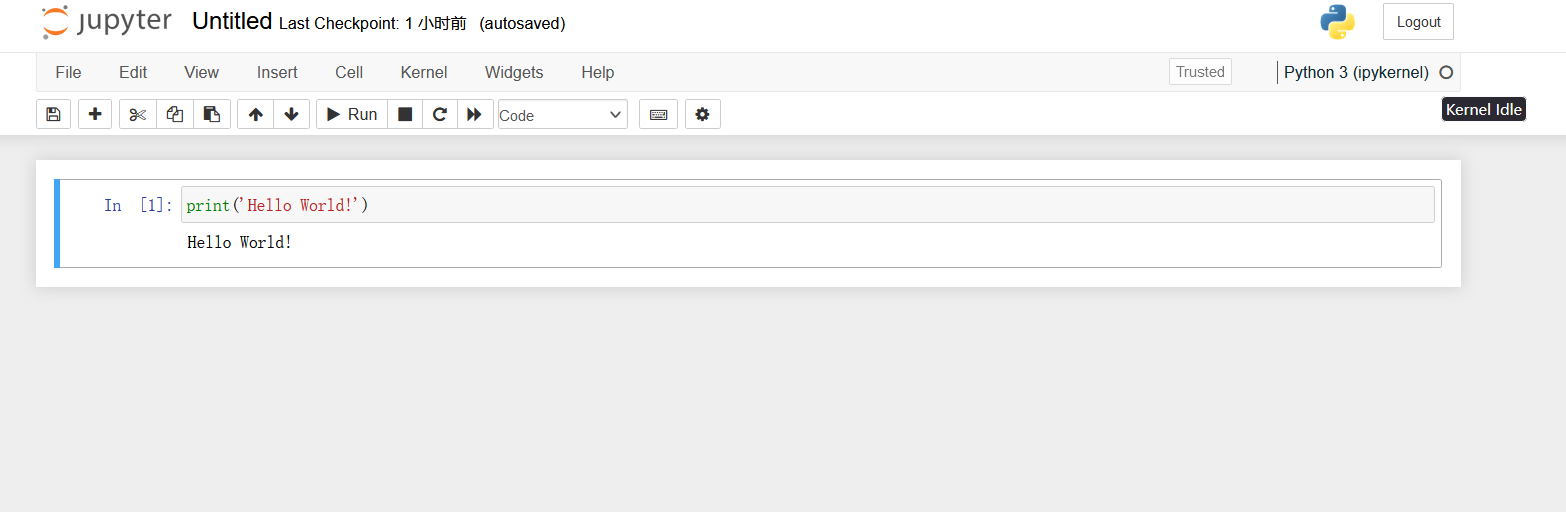 jupyter Untitled Last Checkpoint: 1 小时前 (autosaved) Logout
File Edit View Insert Cell Kernel Widgets Help Trusted Python 3 (ipykernel)
Run Code Kernel Idle
In [1]: print('Hello World!')
Hello World!